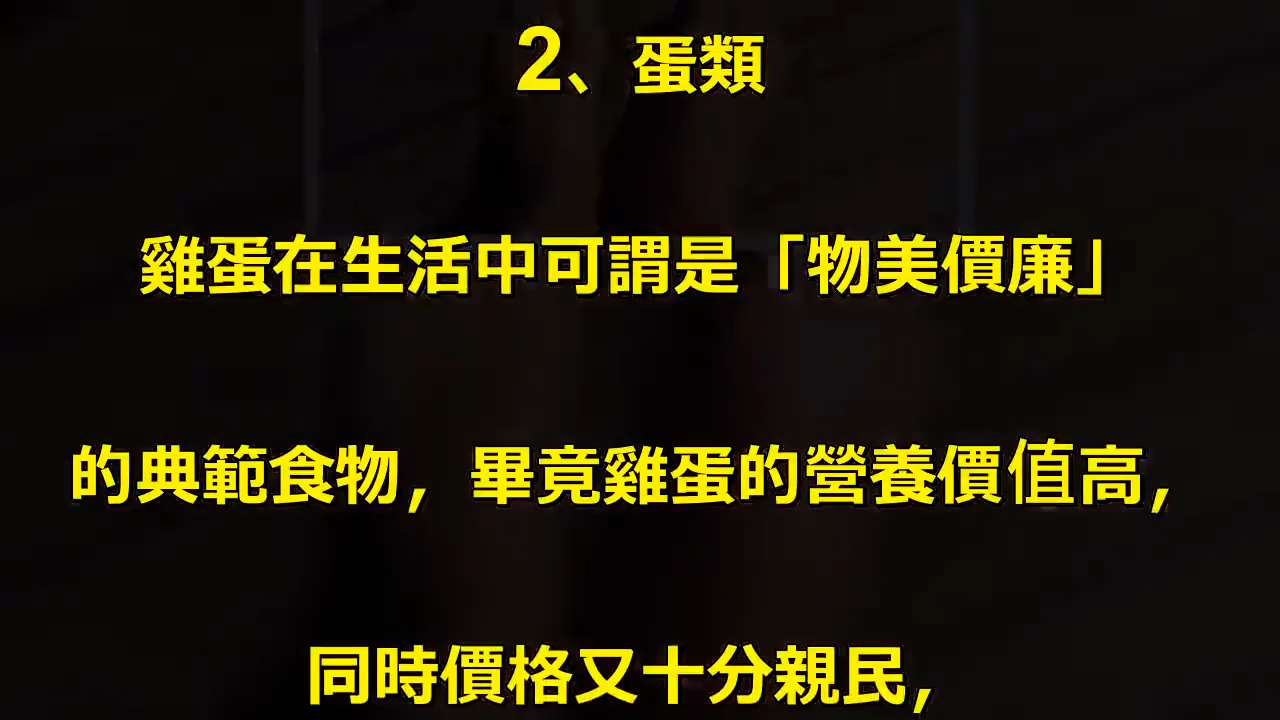 2、蛋類
雞蛋在生活中可謂是「物美價廉」
的典範食物，畢竟雞蛋的營養價值高，
同時價格又十分親民，